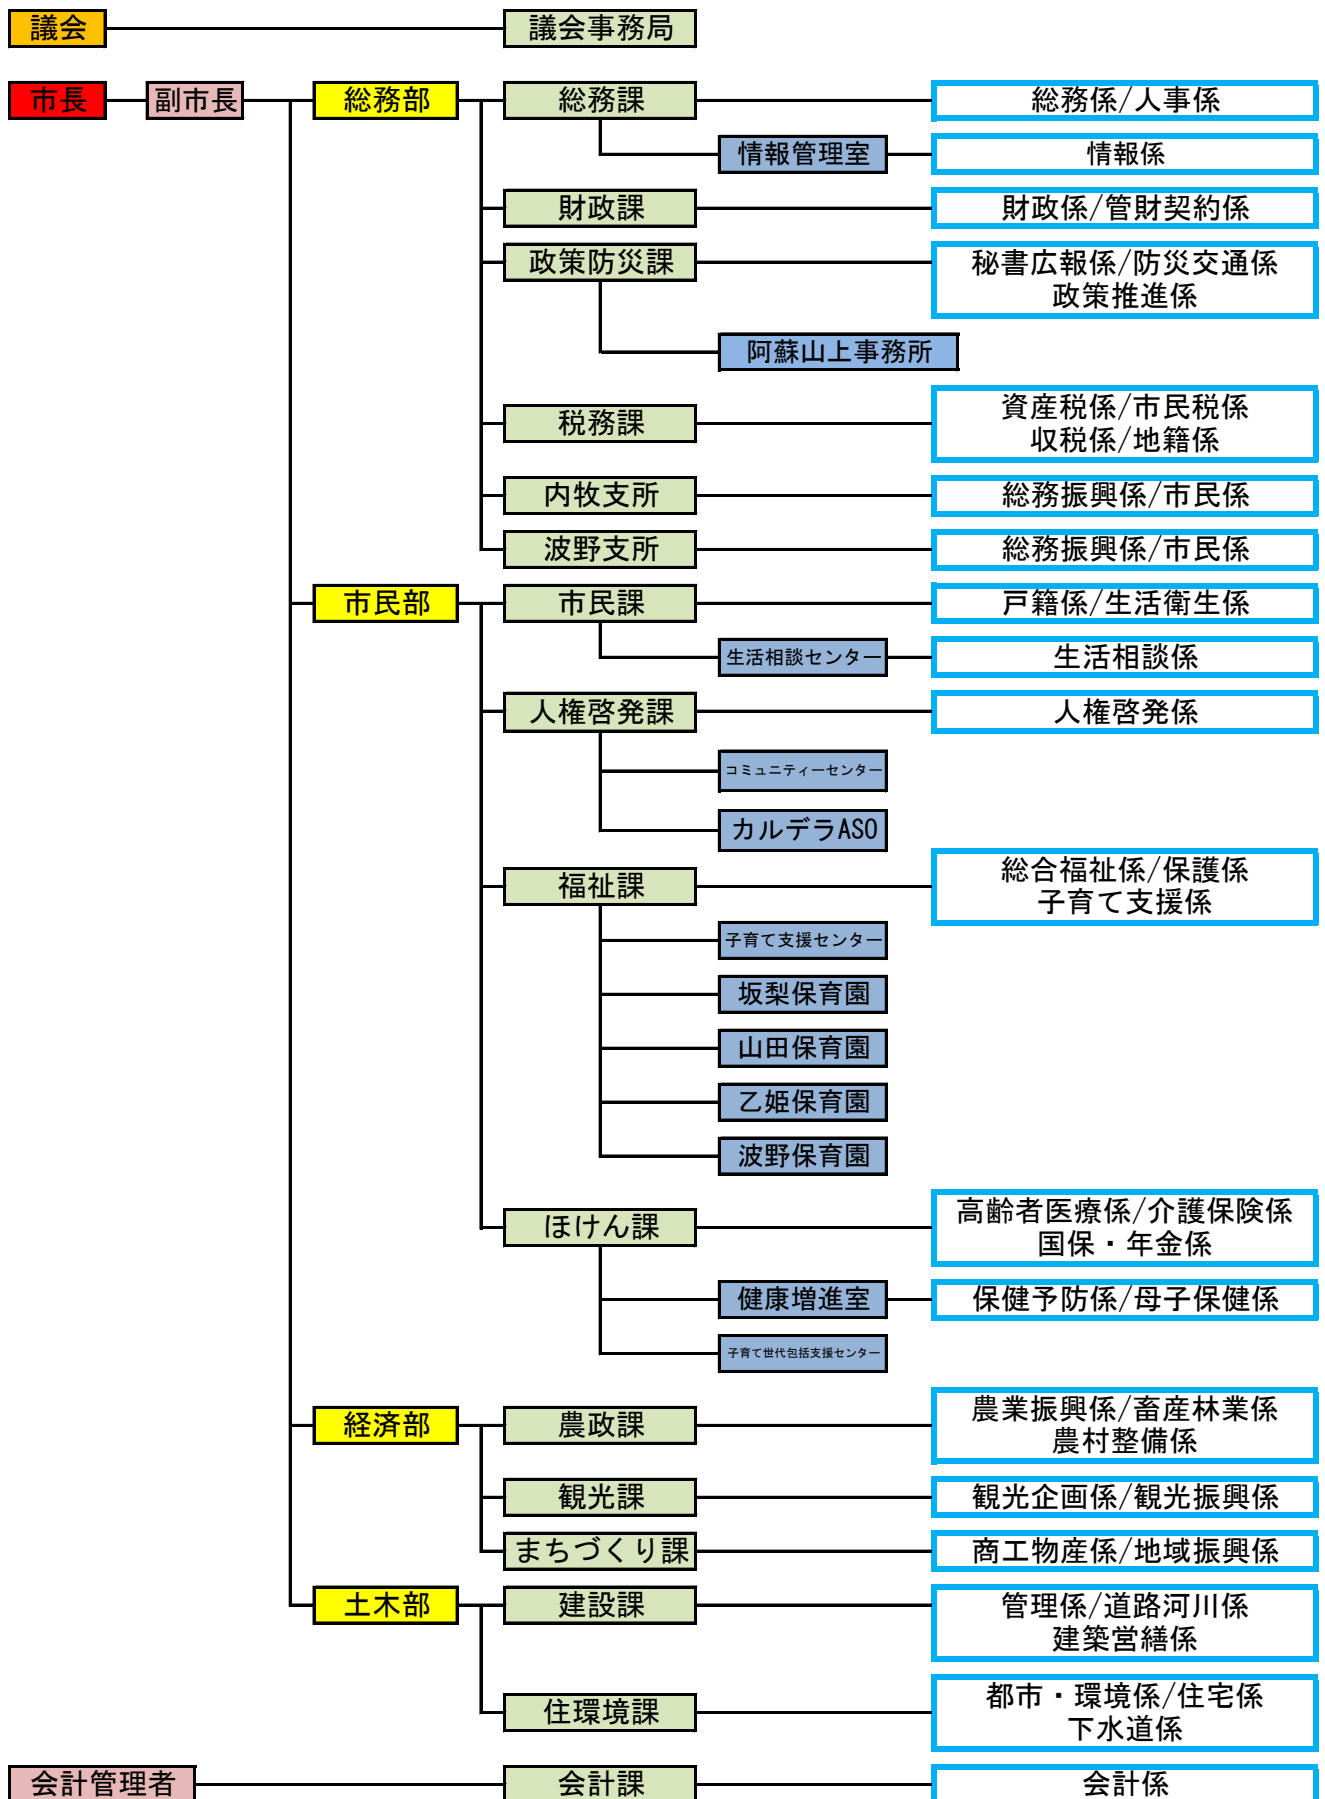 議会
議会事務局
市長
副市長
総務部
総務課
総務係/人事係
情報管理室
情報係
財政課
財政係/管財契約係
政策防災課
秘書広報係/防災交通係
政策推進係
阿蘇山上事務所
税務課
資産税係/市民税係
収税係/地籍係
内牧支所
総務振興係/市民係
波野支所
総務振興係/市民係
市民部
市民課
戸籍係/生活衛生係
生活相談センター
生活相談係
人権啓発課
人権啓発係
コミュニティーセンター
カルデラASO
福祉課
総合福祉係/保護係
子育て支援係
子育て支援センター
坂梨保育園
山田保育園
乙姫保育園
波野保育園
ほけん課
高齢者医療係/介護保険係
国保・年金係
健康増進室
保健予防係/母子保健係
子育て世代包括支援センター
経済部
農政課
農業振興係/畜産林業係
農村整備係
観光課
観光企画係/観光振興係
まちづくり課
商工物産係/地域振興係
土木部
建設課
管理係/道路河川係
建築営繕係
住環境課
都市・環境係/住宅係
下水道係
会計管理者
会計課
会計係